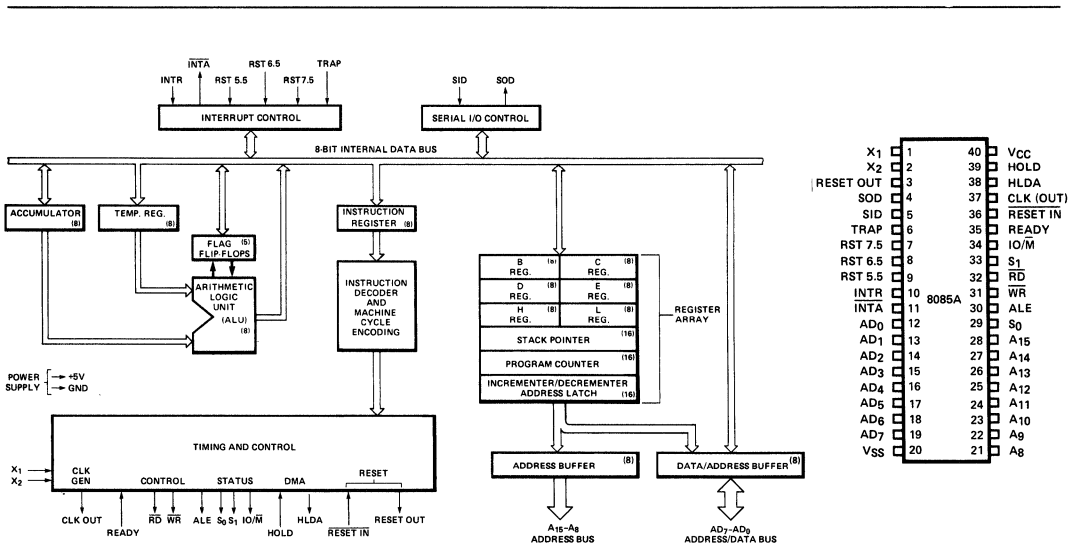 INTR
INTA
RST 5.5
RST 6.5
RST 7.5
TRAP
INTERRUPT CONTROL
SID
SOD
SERIAL I/O CONTROL
8-BIT INTERNAL DATA BUS
ACCUMULATOR (8)
TEMP. REG. (8)
FLAG (5)
FLIP-FLOPS
INSTRUCTION
REGISTER (8)
ARITHMETIC
LOGIC
UNIT
(ALU)
(8)
INSTRUCTION
DECODER
AND
MACHINE
CYCLE
ENCODING
B (8) C (8)
REG. REG.
D (8) E (8)
REG. REG.
H (8) L (8)
REG. REG.
STACK POINTER (16)
PROGRAM COUNTER (16)
INCREMENTER/DECREMENTER
ADDRESS LATCH (16)
REGISTER
ARRAY
POWER
SUPPLY
+5V
GND
TIMING AND CONTROL
X1
X2
CLK
GEN
CONTROL
STATUS
DMA
RESET
CLK OUT
READY
RD
WR
ALE
S0
S1
IO/M
HOLD
HLDA
RESET IN
RESET OUT
ADDRESS BUFFER (8)
DATA/ADDRESS BUFFER (8)
A15-A8
ADDRESS BUS
AD7-AD0
ADDRESS/DATA BUS
X1 1 40 VCC
X2 2 39 HOLD
RESET OUT 3 38 HLDA
SOD 4 37 CLK (OUT)
SID 5 36 RESET IN
TRAP 6 35 READY
RST 7.5 7 34 IO/M
RST 6.5 8 33 S1
RST 5.5 9 32 RD
INTR 10 31 WR
8085A
INTA 11 30 ALE
AD0 12 29 S0
AD1 13 28 A15
AD2 14 27 A14
AD3 15 26 A13
AD4 16 25 A12
AD5 17 24 A11
AD6 18 23 A10
AD7 19 22 A9
VSS 20 21 A8